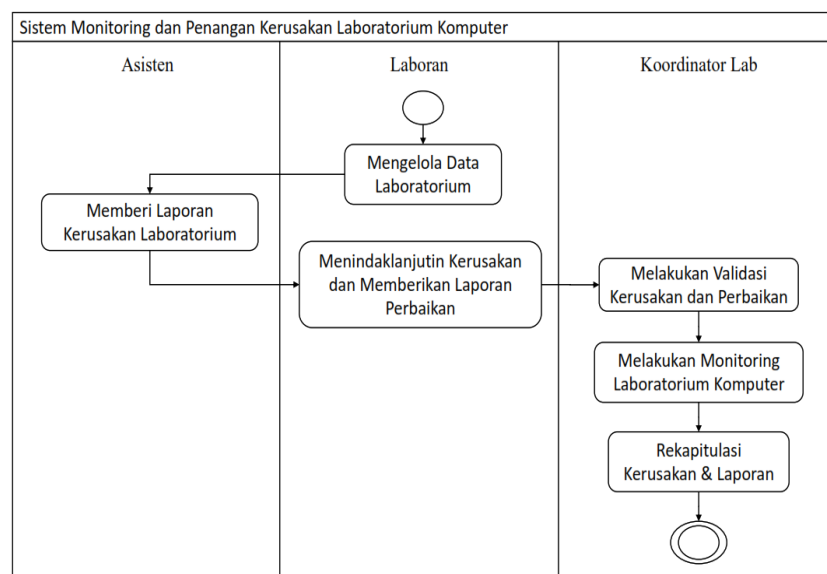 Sistem Monitoring dan Penangan Kerusakan Laboratorium Komputer
Asisten
Laboran
Koordinator Lab
Mengelola Data
Laboratorium
Memberi Laporan
Kerusakan Laboratorium
Menindaklanjutin Kerusakan
dan Memberikan Laporan
Perbaikan
Melakukan Validasi
Kerusakan dan Perbaikan
Melakukan Monitoring
Laboratorium Komputer
Rekapitulasi
Kerusakan & Laporan